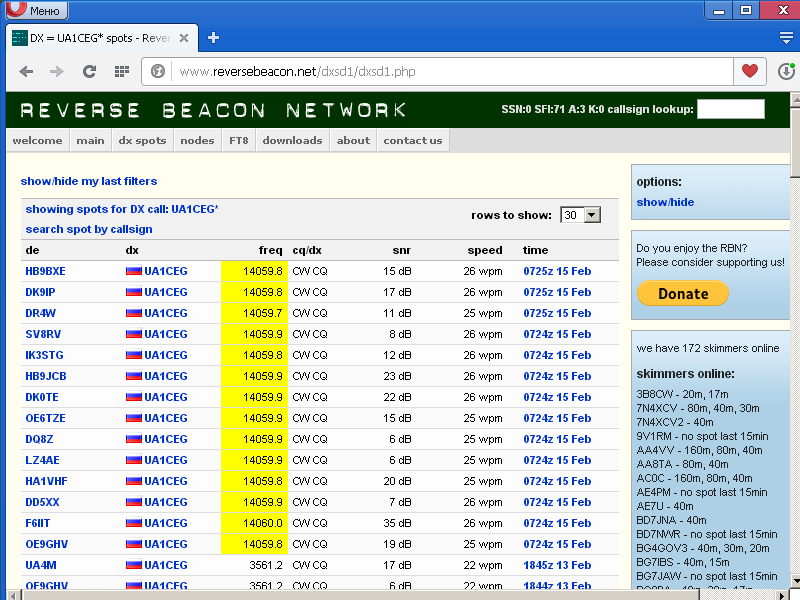 Меню
DX = UA1CEG* spots - Rever
www.reversebeacon.net/dxsd1/dxsd1.php
REVERSE BEACON NETWORK
SSN:0 SFI:71 A:3 K:0 callsign lookup:
welcome main dx spots nodes FT8 downloads about contact us
show/hide my last filters
showing spots for DX call: UA1CEG*
search spot by callsign
rows to show: 30
de dx freq cq/dx snr speed time
HB9BXE UA1CEG 14059.8 CW CQ 15 dB 26 wpm 0725z 15 Feb
DK9IP UA1CEG 14059.8 CW CQ 17 dB 26 wpm 0725z 15 Feb
DR4W UA1CEG 14059.7 CW CQ 11 dB 25 wpm 0725z 15 Feb
SV8RV UA1CEG 14059.9 CW CQ 8 dB 26 wpm 0724z 15 Feb
IK3STG UA1CEG 14059.8 CW CQ 12 dB 26 wpm 0724z 15 Feb
HB9JCB UA1CEG 14059.9 CW CQ 23 dB 26 wpm 0724z 15 Feb
DK0TE UA1CEG 14059.9 CW CQ 22 dB 26 wpm 0724z 15 Feb
OE6TZE UA1CEG 14059.9 CW CQ 15 dB 25 wpm 0724z 15 Feb
DQ8Z UA1CEG 14059.9 CW CQ 6 dB 25 wpm 0724z 15 Feb
LZ4AE UA1CEG 14059.9 CW CQ 6 dB 25 wpm 0724z 15 Feb
HA1VHF UA1CEG 14059.8 CW CQ 20 dB 25 wpm 0724z 15 Feb
DD5XX UA1CEG 14059.9 CW CQ 7 dB 26 wpm 0724z 15 Feb
F6IIT UA1CEG 14060.0 CW CQ 35 dB 26 wpm 0724z 15 Feb
OE9GHV UA1CEG 14059.8 CW CQ 19 dB 25 wpm 0724z 15 Feb
UA4M UA1CEG 3561.2 CW CQ 17 dB 22 wpm 1845z 13 Feb
OE9GHV UA1CEG 3561.2 CW CQ 6 dB 22 wpm 1844z 13 Feb
options:
show/hide
Do you enjoy the RBN?
Please consider supporting us!
Donate
we have 172 skimmers online
skimmers online:
3B8CW - 20m, 17m
7N4XCV - 80m, 40m, 30m
7N4XCV2 - 40m
9V1RM - no spot last 15min
AA4VV - 160m, 80m, 40m
AA8TA - 80m, 40m
AC0C - 160m, 80m, 40m
AE4PM - no spot last 15min
AE7U - 40m
BD7JNA - 40m
BD7NWR - no spot last 15min
BG4GOV3 - 40m, 30m, 20m
BG7IBS - 40m, 15m
BG7JAW - no spot last 15min